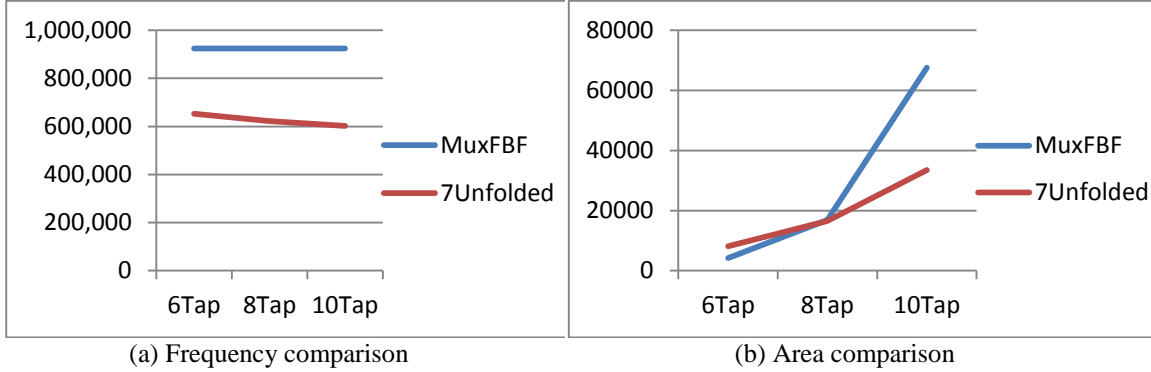 1,000,000
800,000
600,000
400,000
200,000
0
6Tap 8Tap 10Tap
MuxFBF
7Unfolded
(a) Frequency comparison
80000
60000
40000
20000
0
6Tap 8Tap 10Tap
MuxFBF
7Unfolded
(b) Area comparison